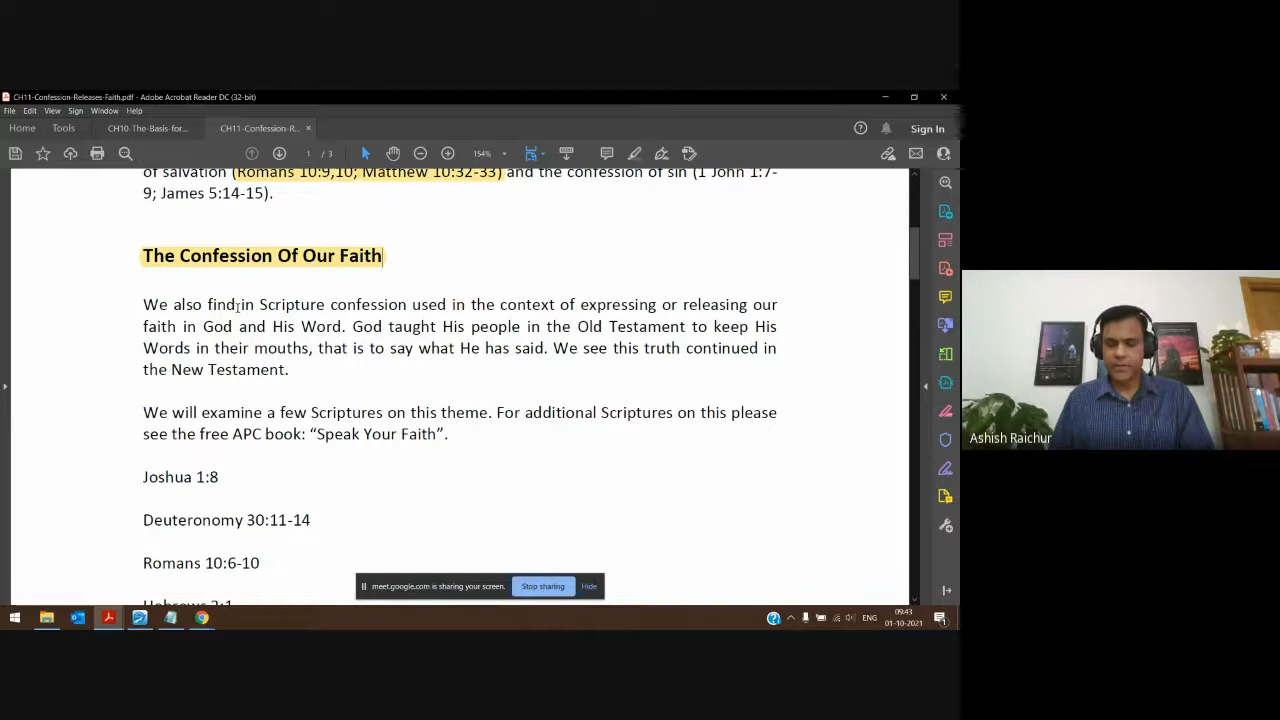 CH11-Confession-Releases-Faith.pdf - Adobe Acrobat Reader DC (32-bit)
File Edit View Sign Window Help
Home Tools CH10-The-Basis-for... CH11-Confession-R... × Sign In
1 / 3 154%
of salvation (Romans 10:9,10; Matthew 10:32-33) and the confession of sin (1 John 1:7-
9; James 5:14-15).
The Confession Of Our Faith
We also find in Scripture confession used in the context of expressing or releasing our
faith in God and His Word. God taught His people in the Old Testament to keep His
Words in their mouths, that is to say what He has said. We see this truth continued in
the New Testament.
We will examine a few Scriptures on this theme. For additional Scriptures on this please
see the free APC book: “Speak Your Faith”.
Joshua 1:8
Deuteronomy 30:11-14
Romans 10:6-10
meet.google.com is sharing your screen. Stop sharing Hide
ENG
09:43
01-10-2021
Ashish Raichur